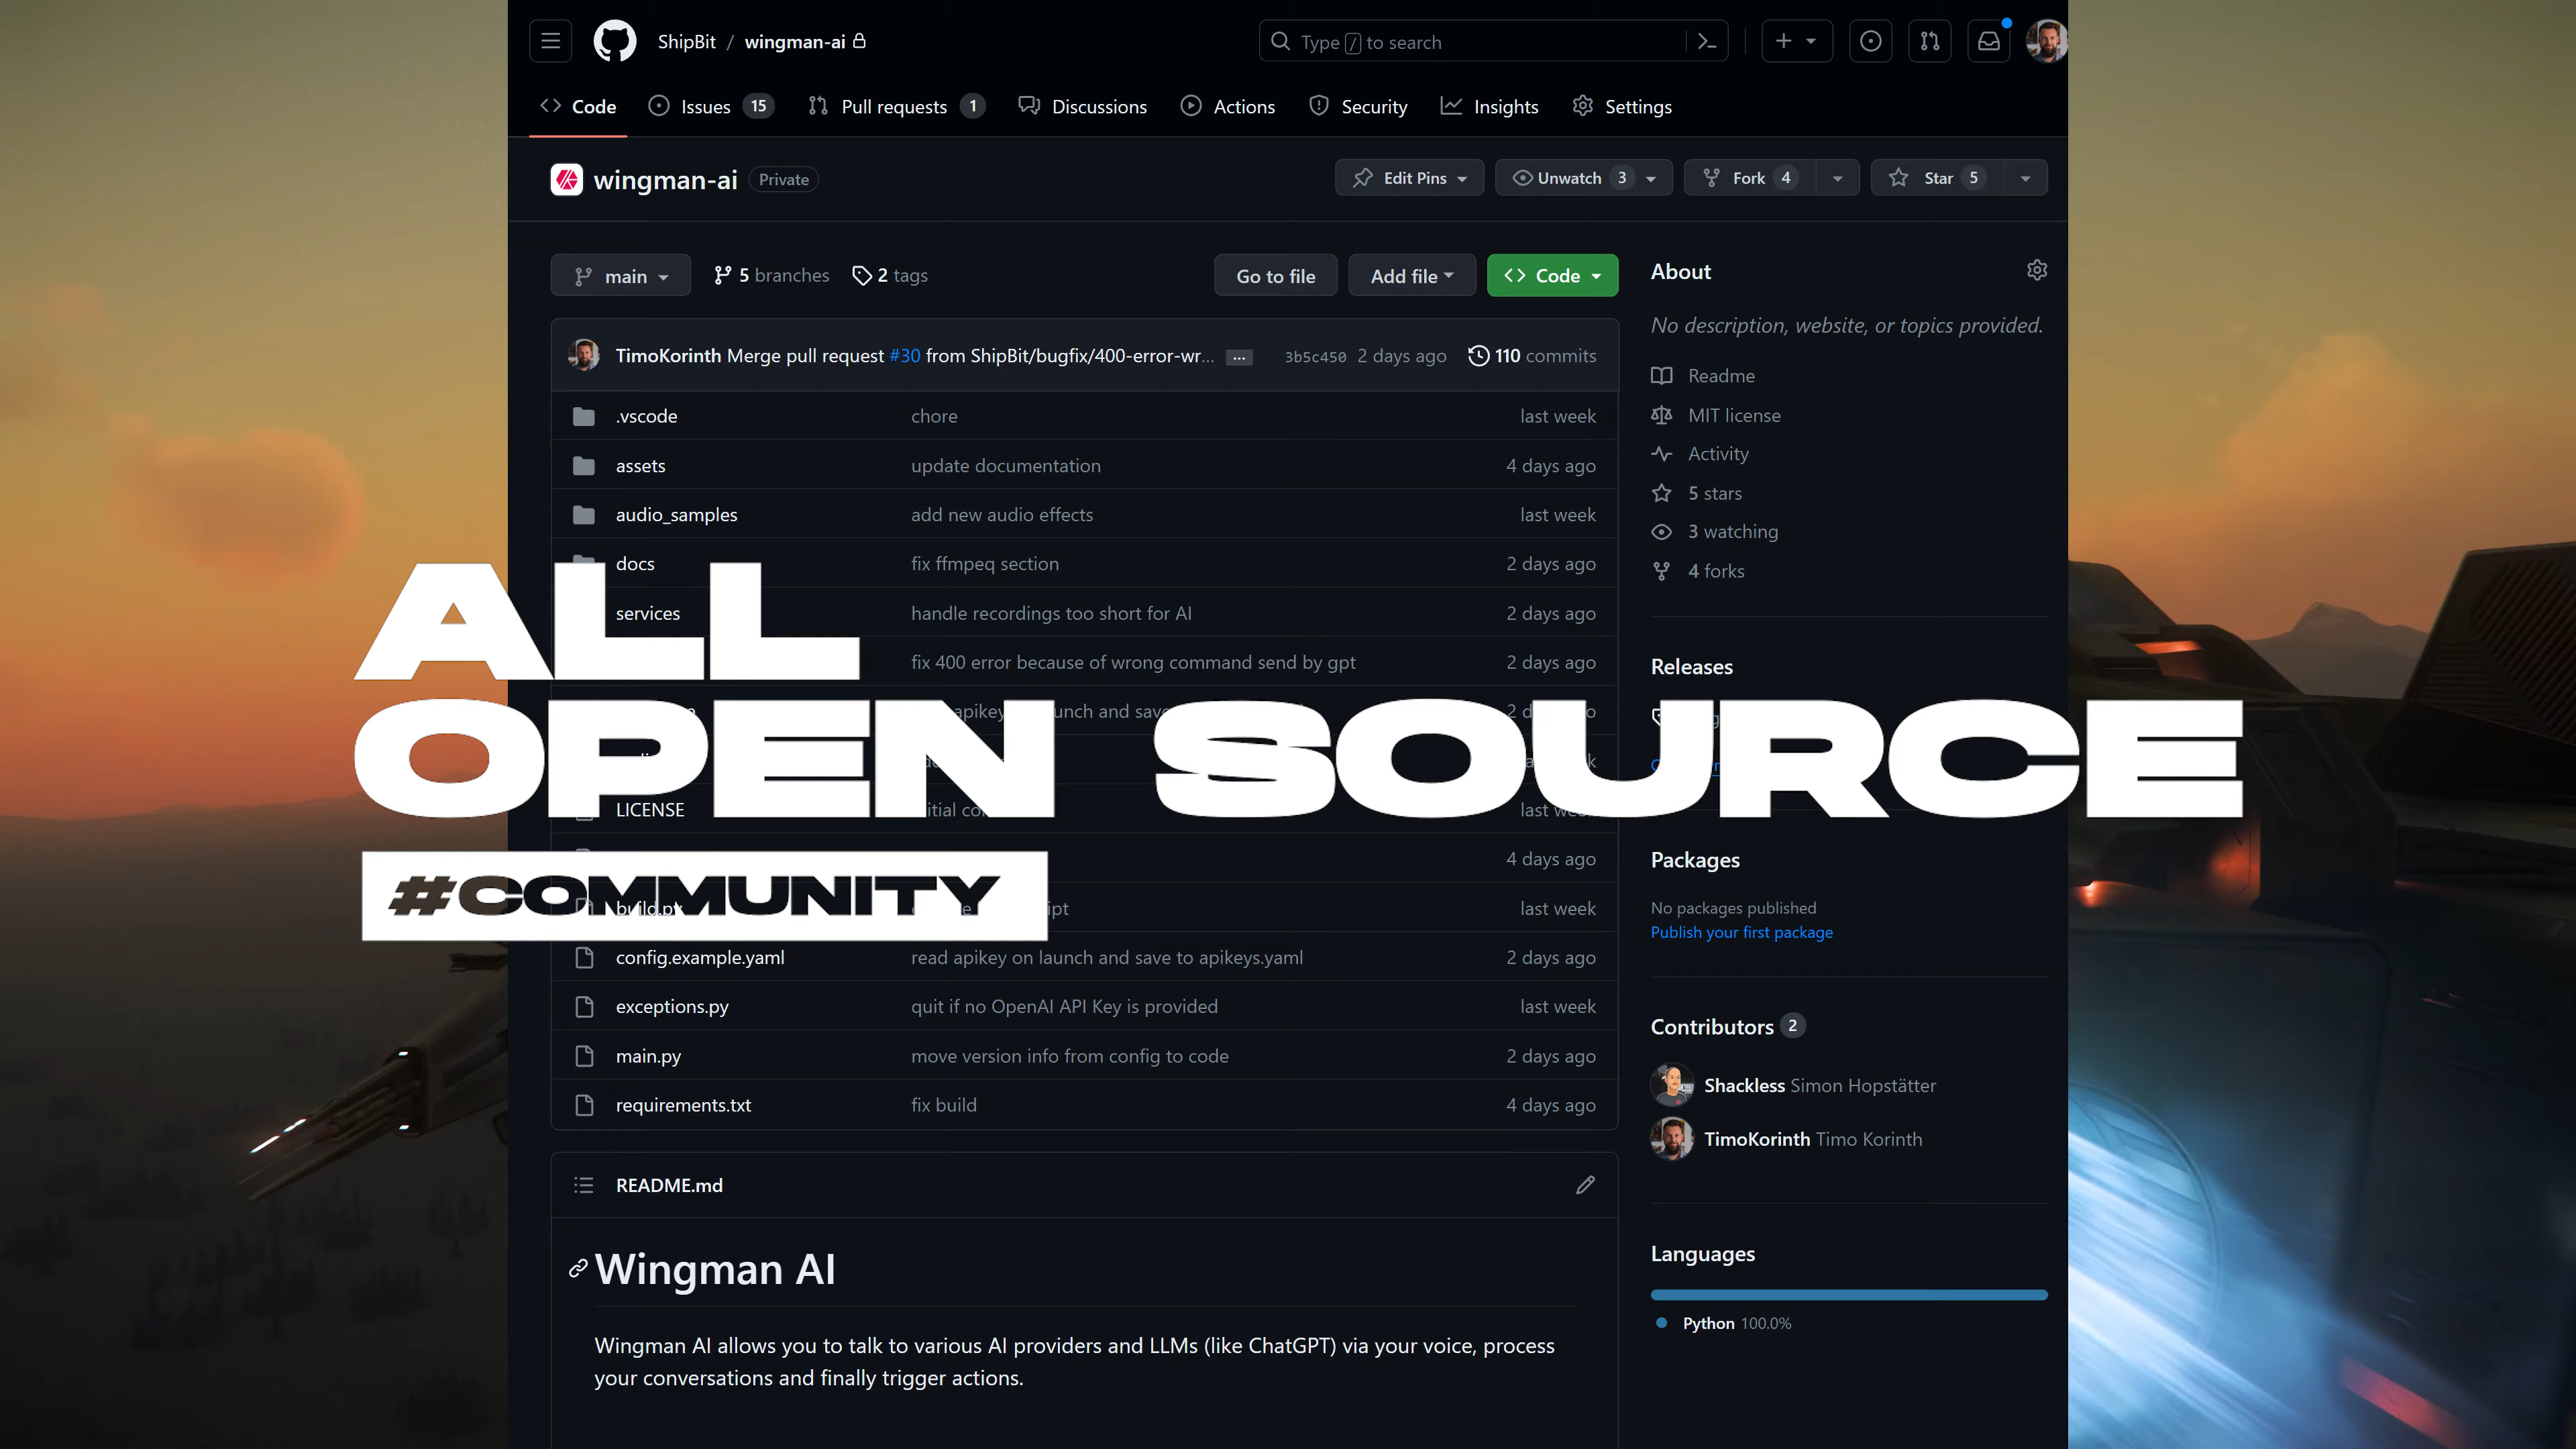 ShipBit / wingman-ai
Type / to search
Code
Issues 15
Pull requests 1
Discussions
Actions
Security
Insights
Settings
wingman-ai Private
Edit Pins
Unwatch 3
Fork 4
Star 5
main
5 branches
2 tags
Go to file
Add file
Code
TimoKorinth Merge pull request #30 from ShipBit/bugfix/400-error-wr... ... 3b5c450 2 days ago 110 commits
.vscode chore last week
assets update documentation 4 days ago
audio_samples add new audio effects last week
docs fix ffmpeq section 2 days ago
services handle recordings too short for AI 2 days ago
fix 400 error because of wrong command send by gpt 2 days ago
ALL
OPEN SOURCE
#COMMUNITY
LICENSE
4 days ago
build.py last week
config.example.yaml read apikey on launch and save to apikeys.yaml 2 days ago
exceptions.py quit if no OpenAI API Key is provided last week
main.py move version info from config to code 2 days ago
requirements.txt fix build 4 days ago
README.md
Wingman AI
Wingman AI allows you to talk to various AI providers and LLMs (like ChatGPT) via your voice, process
your conversations and finally trigger actions.
About
No description, website, or topics provided.
Readme
MIT license
Activity
5 stars
3 watching
4 forks
Releases
Packages
No packages published
Publish your first package
Contributors 2
Shackless Simon Hopstätter
TimoKorinth Timo Korinth
Languages
Python 100.0%